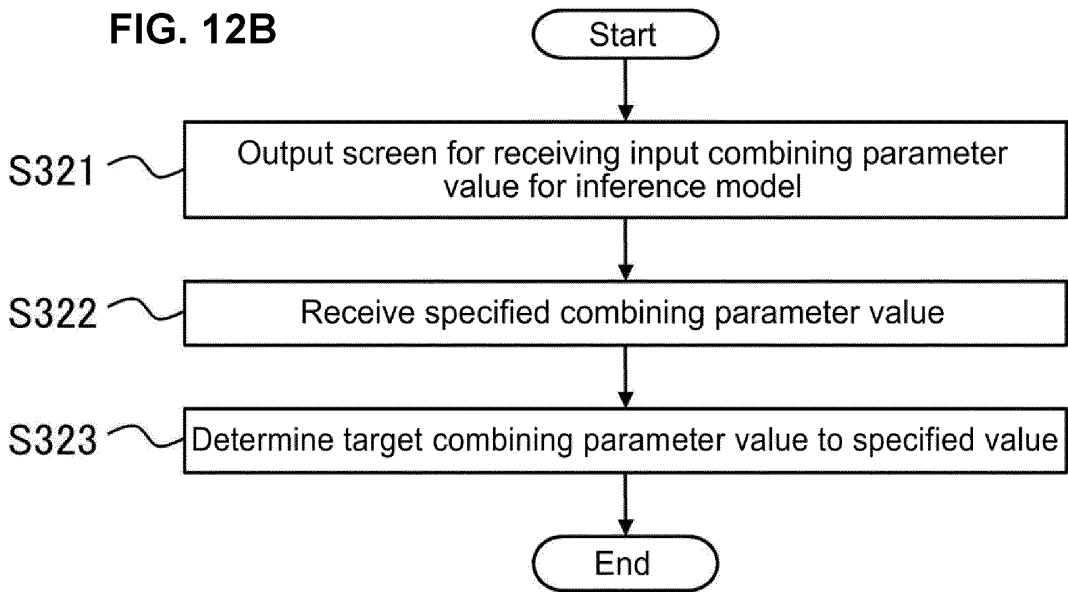 FIG. 12B
Start
S321
Output screen for receiving input combining parameter
value for inference model
S322
Receive specified combining parameter value
S323
Determine target combining parameter value to specified value
End